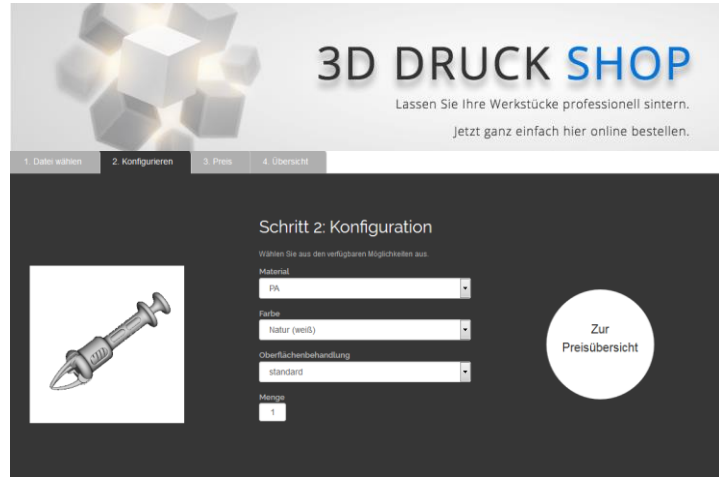 3D DRUCK SHOP
Lassen Sie Ihre Werkstücke professionell sintern.
Jetzt ganz einfach hier online bestellen.
1. Datei wählen
2. Konfigurieren
3. Preis
4. Übersicht
Schritt 2: Konfiguration
Wählen Sie aus den verfügbaren Möglichkeiten aus.
Material
PA
Farbe
Natur (weiß)
Oberflächenbehandlung
standard
Menge
1
Zur
Preisübersicht